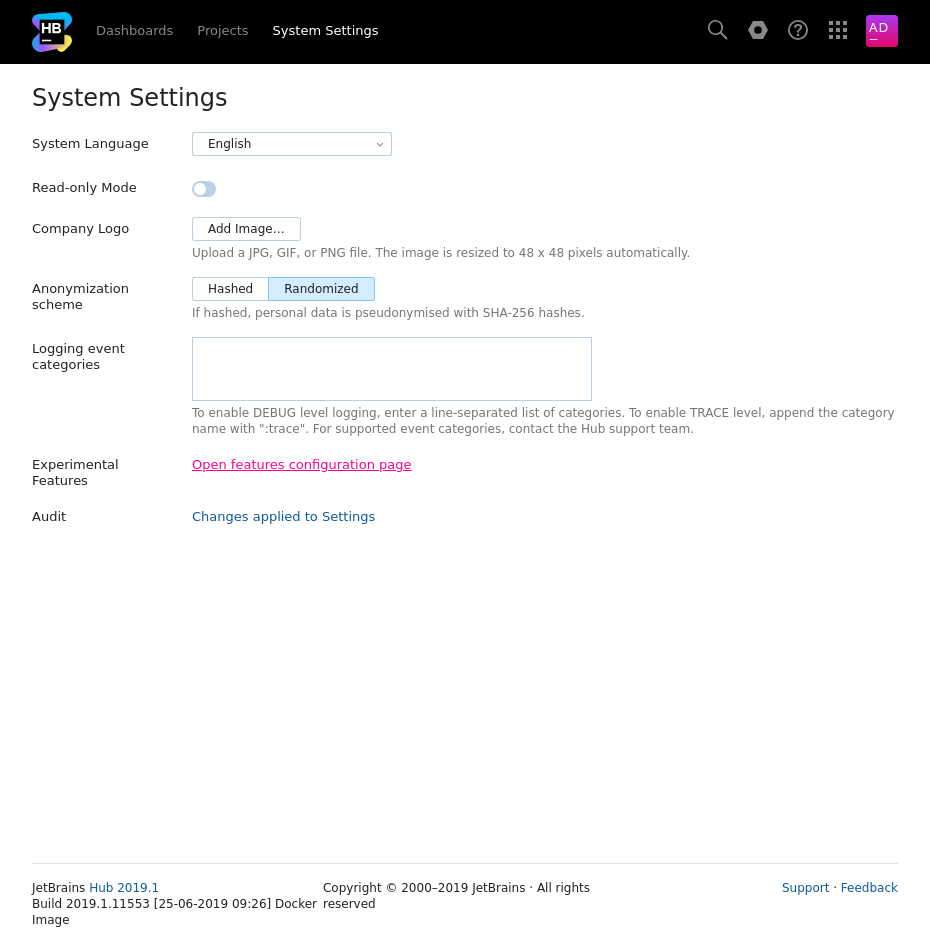 HB
Dashboards Projects System Settings
AD
System Settings
System Language English
Read-only Mode
Company Logo Add Image…
Upload a JPG, GIF, or PNG file. The image is resized to 48 x 48 pixels automatically.
Anonymization
scheme
Hashed Randomized
If hashed, personal data is pseudonymised with SHA-256 hashes.
Logging event
categories
To enable DEBUG level logging, enter a line-separated list of categories. To enable TRACE level, append the category
name with ":trace". For supported event categories, contact the Hub support team.
Experimental
Features
Open features configuration page
Audit Changes applied to Settings
JetBrains Hub 2019.1
Build 2019.1.11553 [25-06-2019 09:26] Docker
Image
Copyright © 2000–2019 JetBrains · All rights
reserved
Support · Feedback